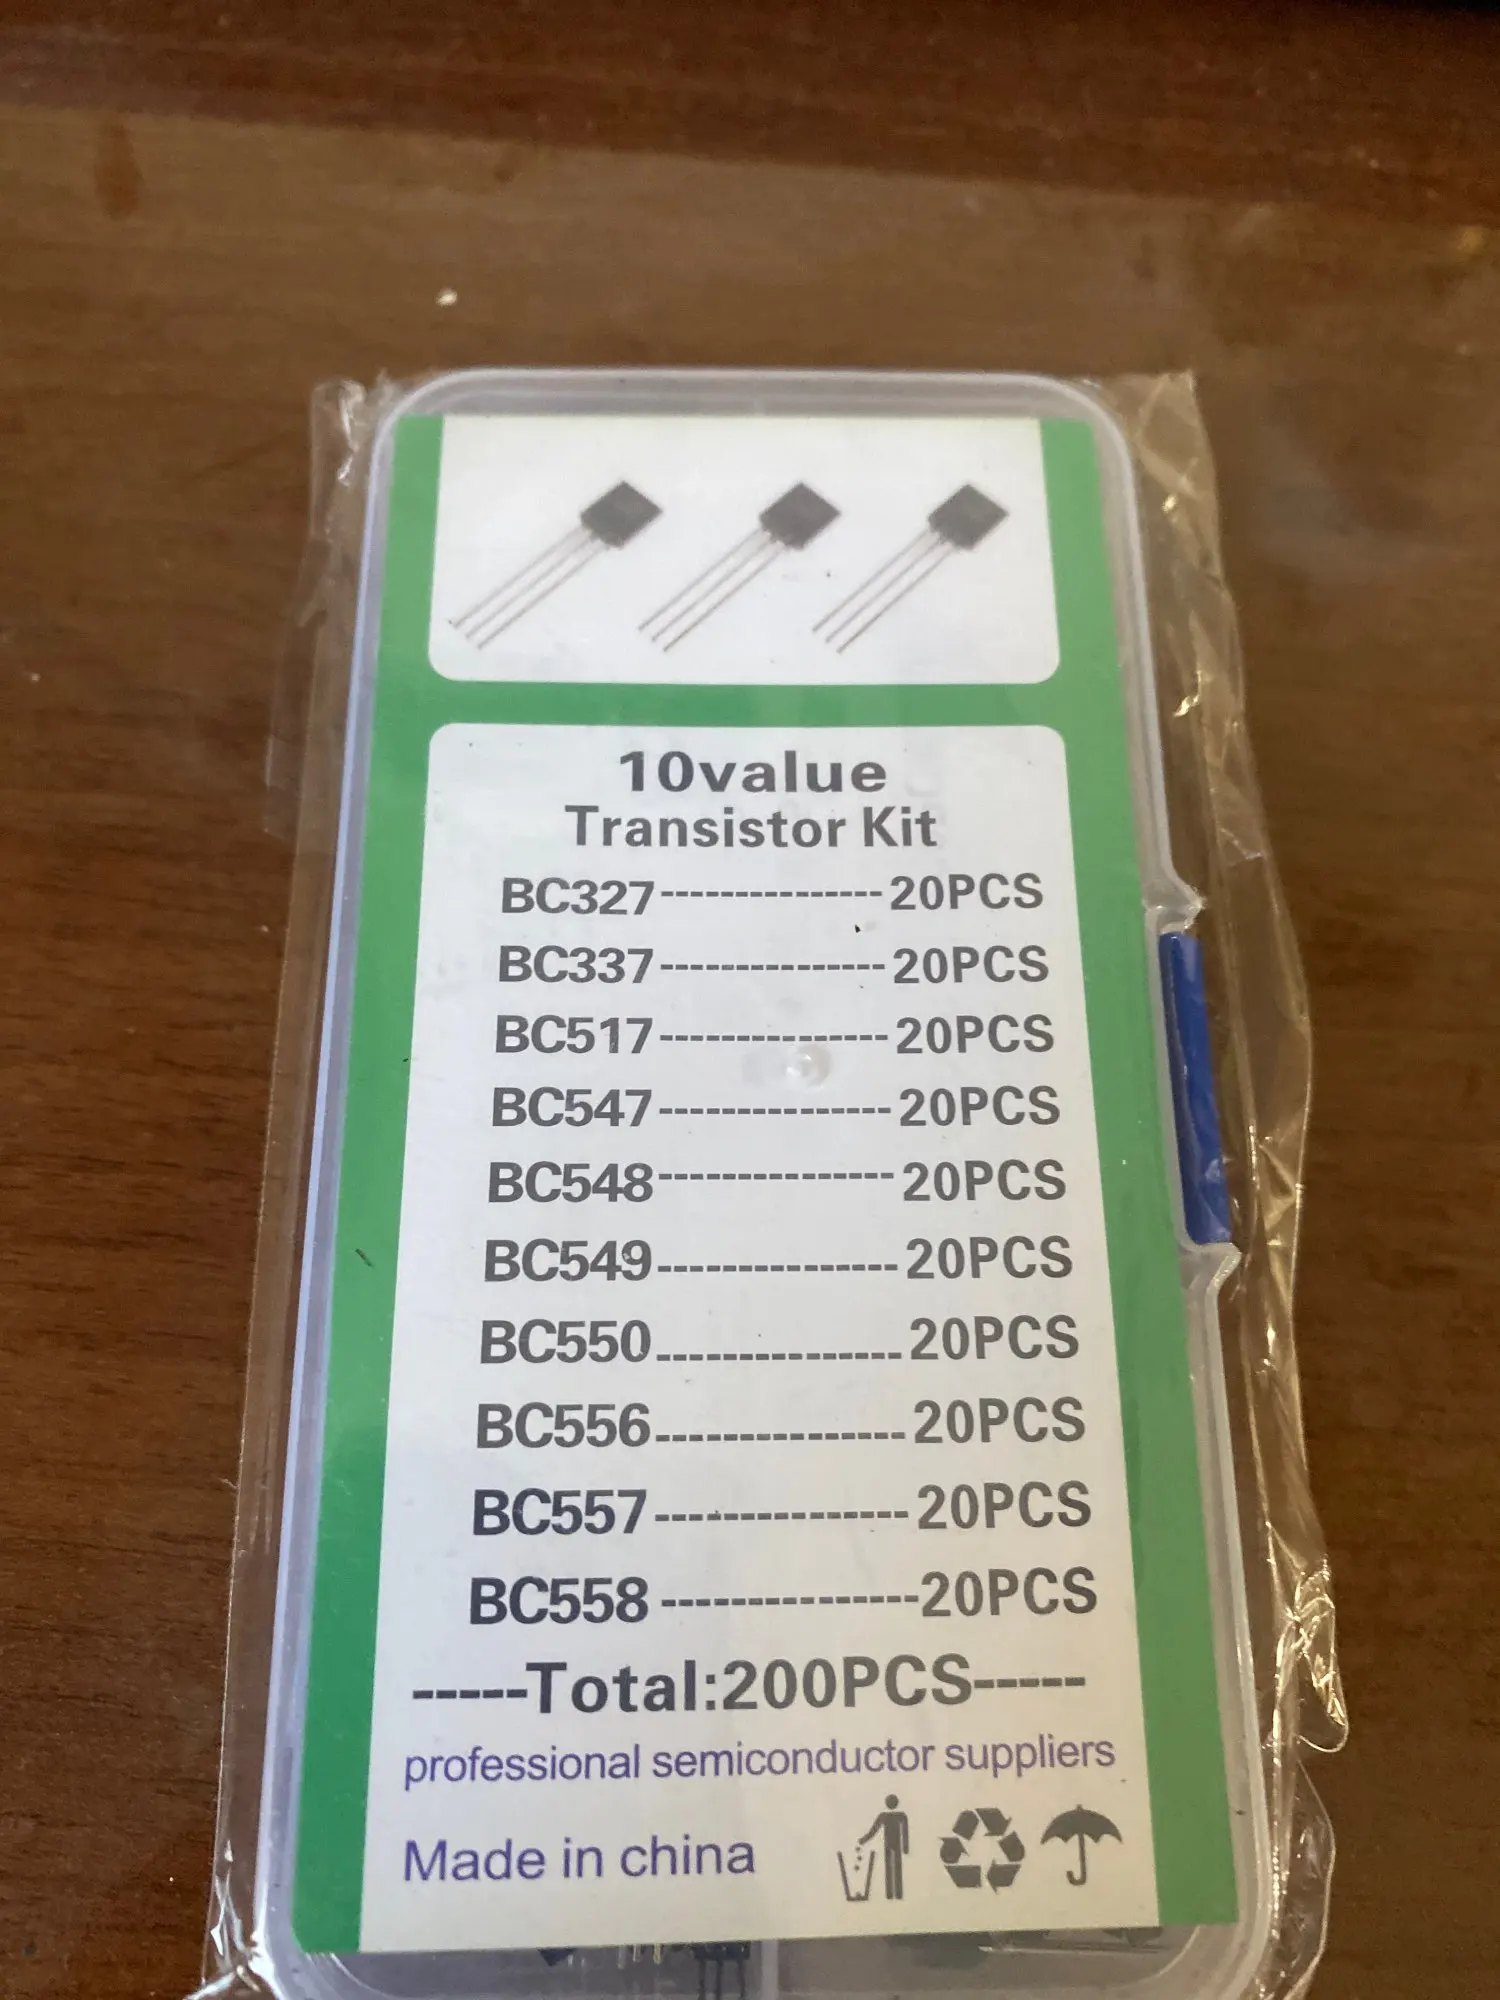 10value
Transistor Kit
BC327---------------20PCS
BC337---------------20PCS
BC517---------------20PCS
BC547---------------20PCS
BC548---------------20PCS
BC549---------------20PCS
BC550---------------20PCS
BC556---------------20PCS
BC557---------------20PCS
BC558---------------20PCS
-----Total:200PCS-----
professional semiconductor suppliers
Made in china